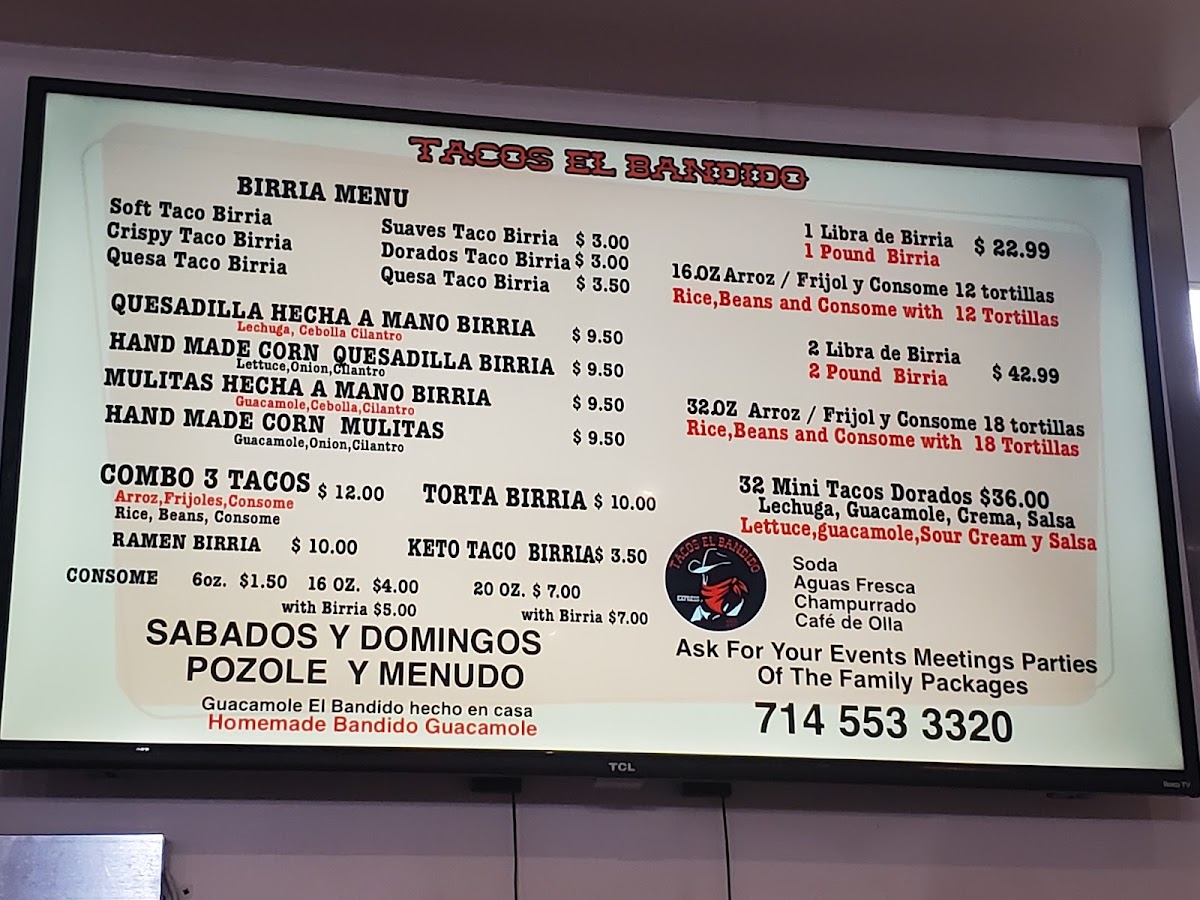 TACOS EL BANDIDO
BIRRIA MENU
Soft Taco Birria Suaves Taco Birria $ 3.00
Crispy Taco Birria Dorados Taco Birria $ 3.00
Quesa Taco Birria Quesa Taco Birria $ 3.50
QUESADILLA HECHA A MANO BIRRIA $ 9.50
Lechuga, Cebolla Cilantro
HAND MADE CORN QUESADILLA BIRRIA $ 9.50
Lettuce,Onion,Cilantro
MULITAS HECHA A MANO BIRRIA $ 9.50
Guacamole,Cebolla,Cilantro
HAND MADE CORN MULITAS $ 9.50
Guacamole,Onion,Cilantro
COMBO 3 TACOS $ 12.00
Arroz,Frijoles,Consome
Rice, Beans, Consome
TORTA BIRRIA $ 10.00
RAMEN BIRRIA $ 10.00
KETO TACO BIRRIA$ 3.50
CONSOME 6oz. $1.50 16 OZ. $4.00 20 OZ. $ 7.00
with Birria $5.00 with Birria $7.00
SABADOS Y DOMINGOS
POZOLE Y MENUDO
Guacamole El Bandido hecho en casa
Homemade Bandido Guacamole
1 Libra de Birria $ 22.99
1 Pound Birria
16.OZ Arroz / Frijol y Consome 12 tortillas
Rice,Beans and Consome with 12 Tortillas
2 Libra de Birria
2 Pound Birria $ 42.99
32.OZ Arroz / Frijol y Consome 18 tortillas
Rice,Beans and Consome with 18 Tortillas
32 Mini Tacos Dorados $36.00
Lechuga, Guacamole, Crema, Salsa
Lettuce,guacamole,Sour Cream y Salsa
TACOS EL BANDIDO
EXPRESS
Soda
Aguas Fresca
Champurrado
Café de Olla
Ask For Your Events Meetings Parties
Of The Family Packages
714 553 3320
TCL
Roku TV